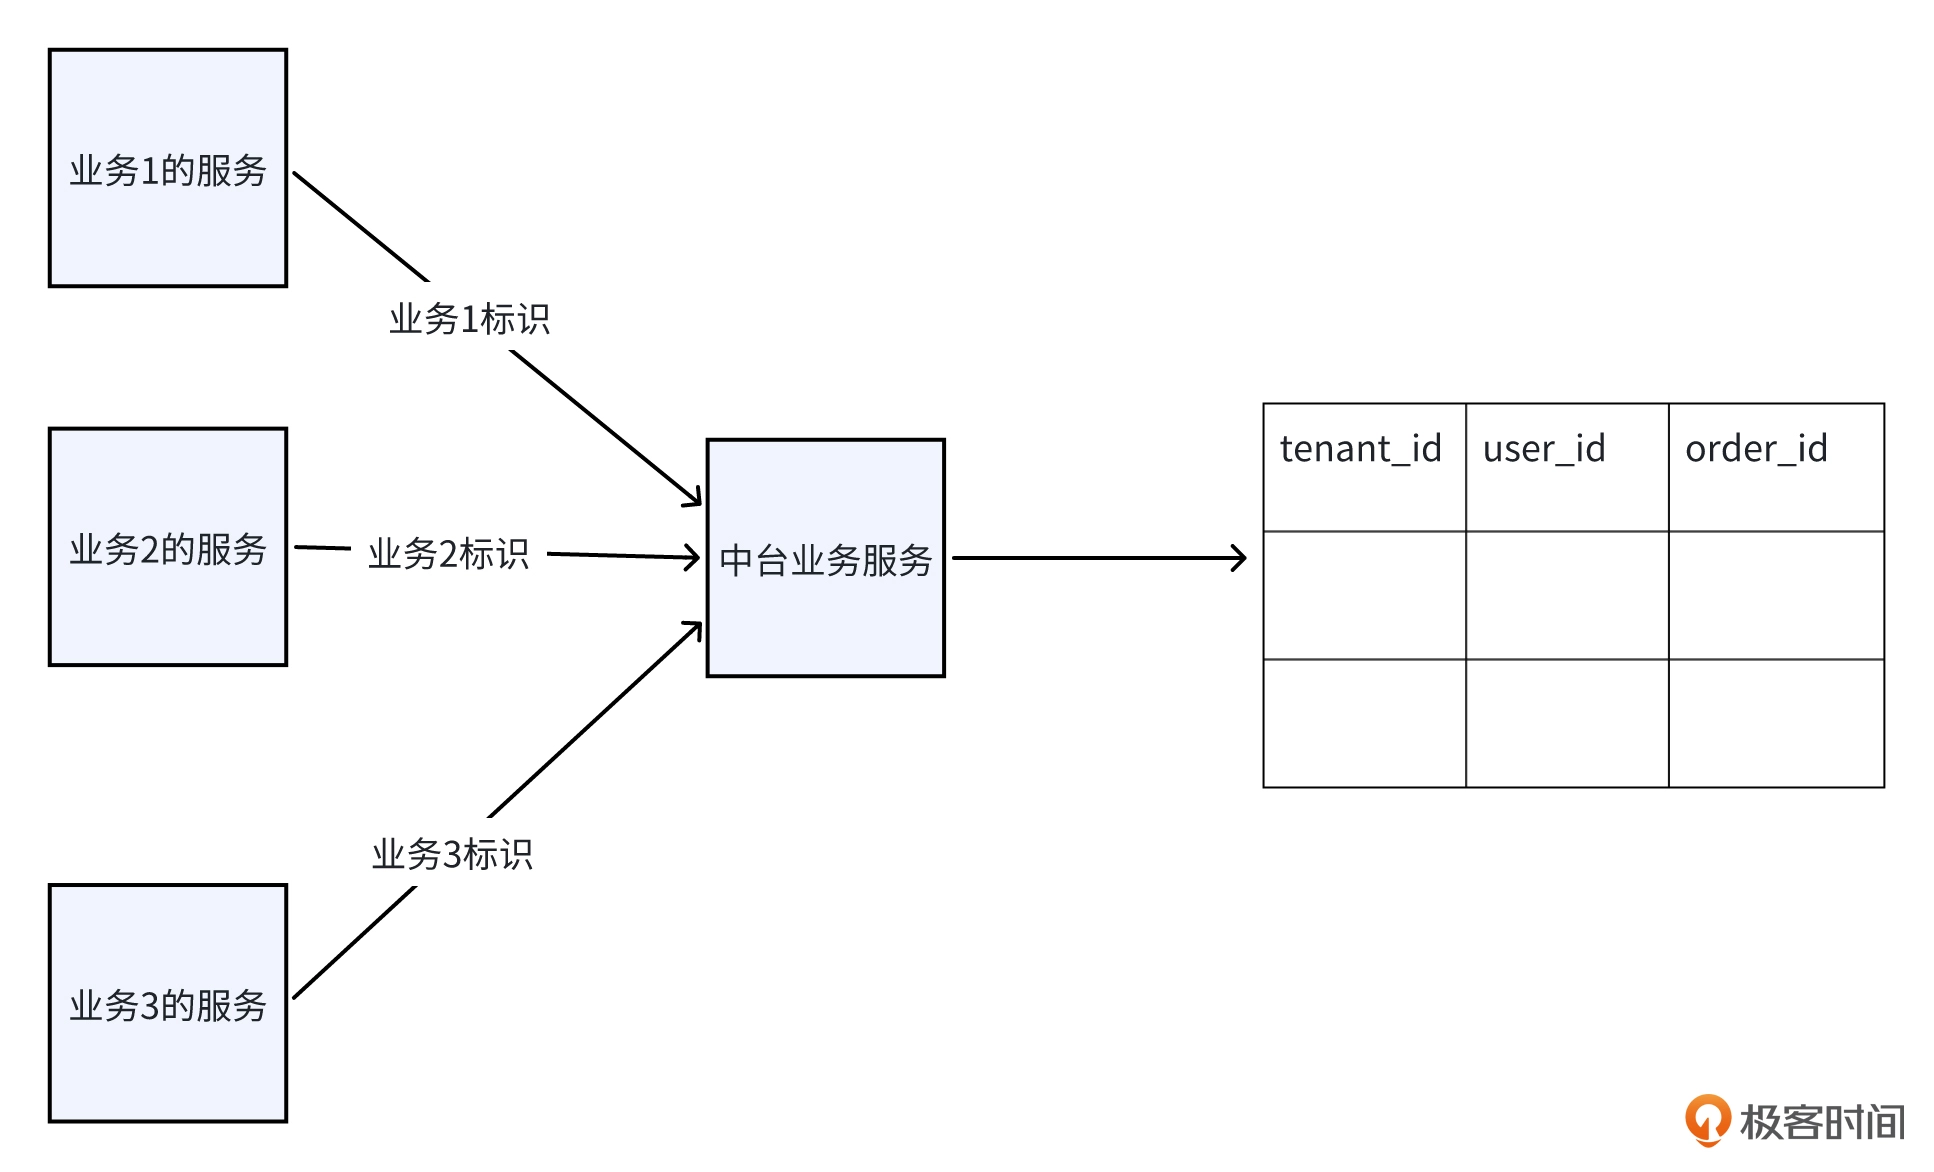 业务1的服务
业务1标识
业务2的服务
业务2标识
中台业务服务
tenant_id
user_id
order_id
业务3标识
业务3的服务
极客时间